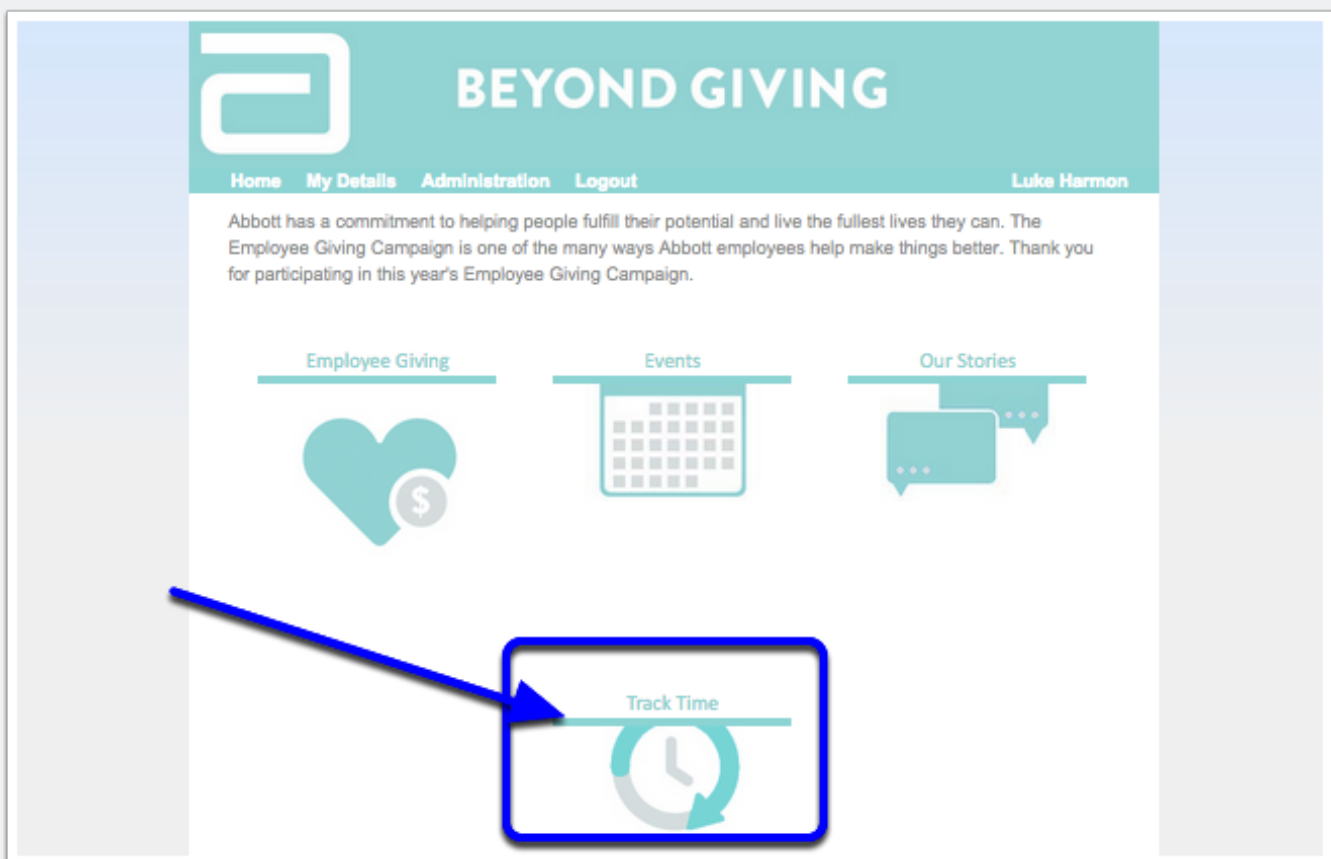 BEYOND GIVING
Home My Details Administration Logout Luke Harmon
Abbott has a commitment to helping people fulfill their potential and live the fullest lives they can. The
Employee Giving Campaign is one of the many ways Abbott employees help make things better. Thank you
for participating in this year's Employee Giving Campaign.
Employee Giving Events Our Stories
$
Track Time